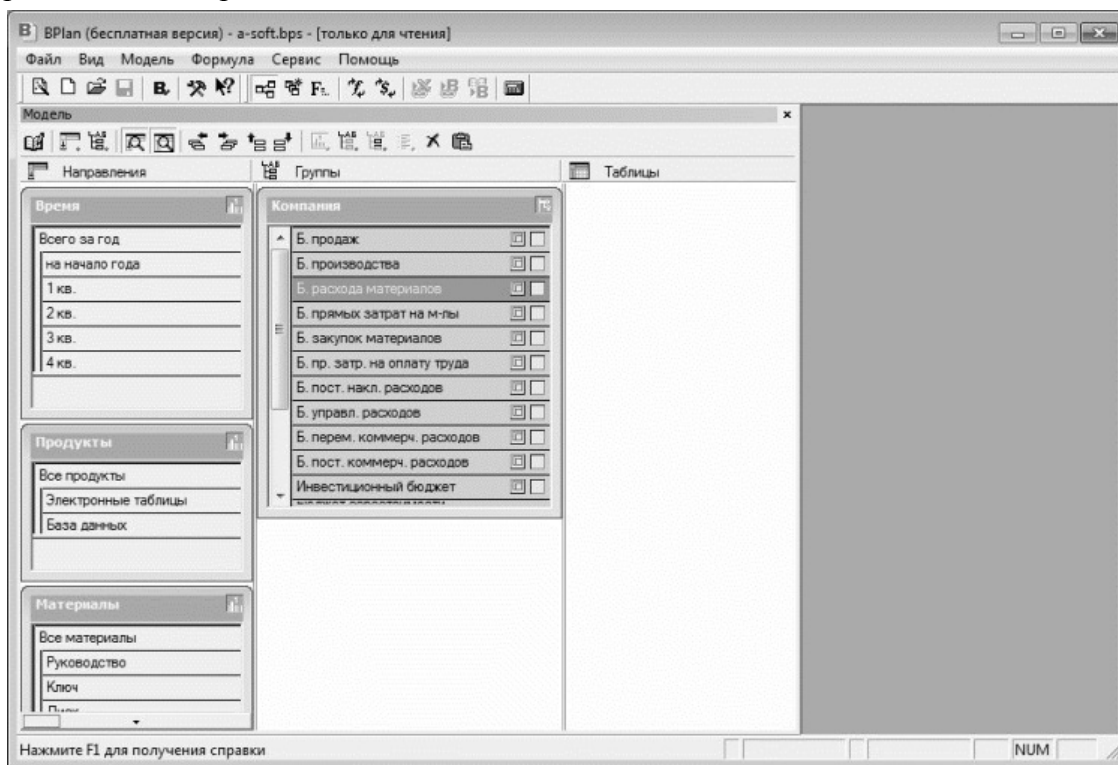 BPlan (бесплатная версия) - a-soft.bps - [только для чтения]
Файл Вид Модель Формула Сервис Помощь
Модель
Направления
Группы
Таблицы
Время
Всего за год
на начало года
1 кв.
2 кв.
3 кв.
4 кв.
Продукты
Все продукты
Электронные таблицы
База данных
Материалы
Все материалы
Руководство
Ключ
Компания
Б. продаж
Б. производства
Б. расхода материалов
Б. прямых затрат на м-лы
Б. закупок материалов
Б. пр. затр. на оплату труда
Б. пост. накл. расходов
Б. управл. расходов
Б. перем. коммерч. расходов
Б. пост. коммерч. расходов
Инвестиционный бюджет
Нажмите F1 для получения справки
NUM